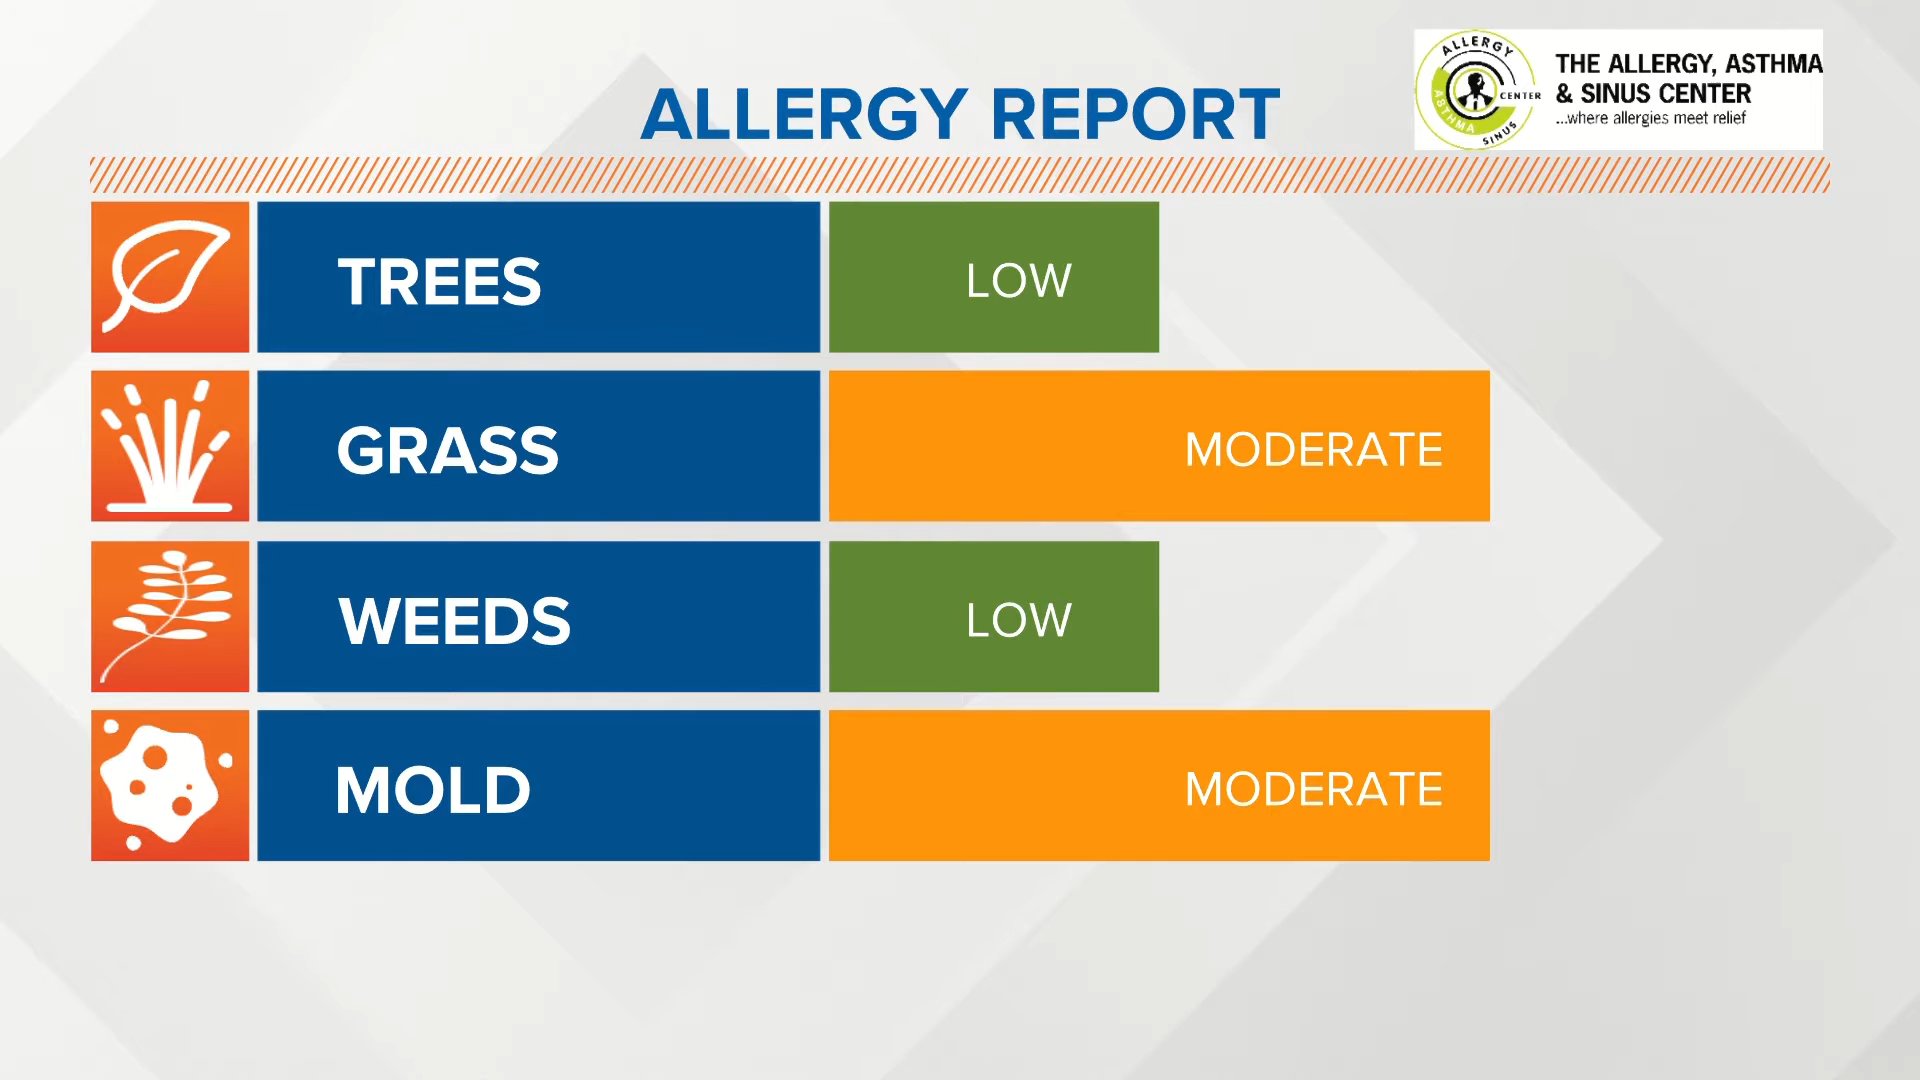 ALLERGY REPORT
ALLERGY
ASTHMA
SINUS
CENTER
THE ALLERGY, ASTHMA
& SINUS CENTER
...where allergies meet relief
TREES
LOW
GRASS
MODERATE
WEEDS
LOW
MOLD
MODERATE